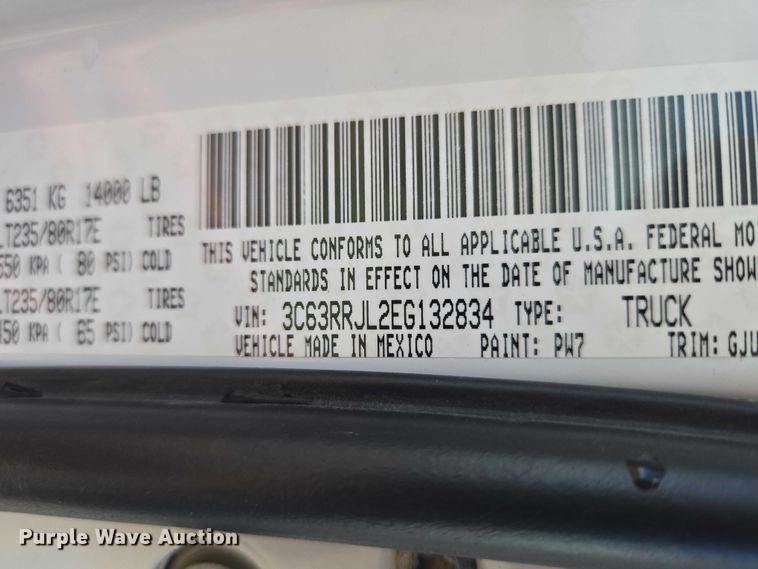 6351 KG 14000 LB
LT235/80R17E TIRES
550 KPA ( 80 PSI) COLD
LT235/80R17E TIRES
450 KPA ( 65 PSI) COLD
THIS VEHICLE CONFORMS TO ALL APPLICABLE U.S.A. FEDERAL MO
STANDARDS IN EFFECT ON THE DATE OF MANUFACTURE SHOW
VIN: 3C63RRJL2EG132834 TYPE: TRUCK
VEHICLE MADE IN MEXICO PAINT: PW7 TRIM: GJU
Purple Wave Auction